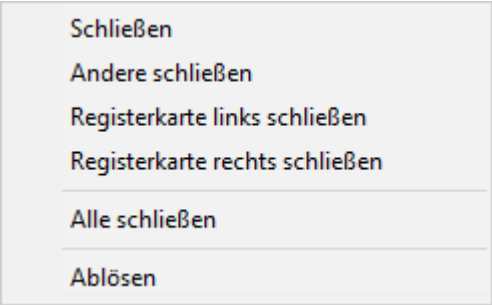 Schließen
Andere schließen
Registerkarte links schließen
Registerkarte rechts schließen
Alle schließen
Ablösen